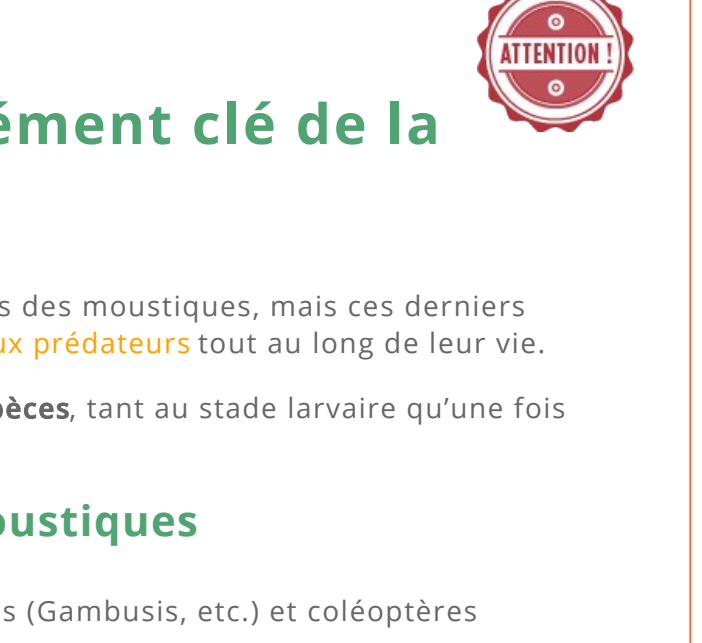 ATTENTION !
ément clé de la
s des moustiques, mais ces derniers
ux prédateurs tout au long de leur vie.
pèces, tant au stade larvaire qu’une fois
oustiques
s (Gambusis, etc.) et coléoptères